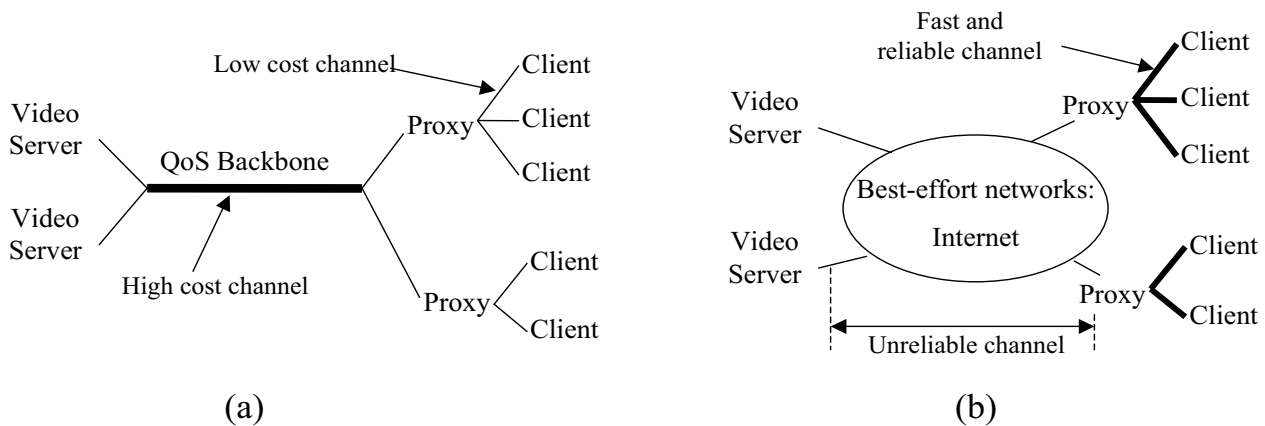 Low cost channel
Client
Video
Server
Proxy
Client
QoS Backbone
Client
Video
Server
Client
High cost channel
Proxy
Client
(a)
Fast and
reliable channel
Client
Video
Server
Proxy
Client
Client
Best-effort networks:
Internet
Video
Server
Client
Proxy
Client
Unreliable channel
(b)